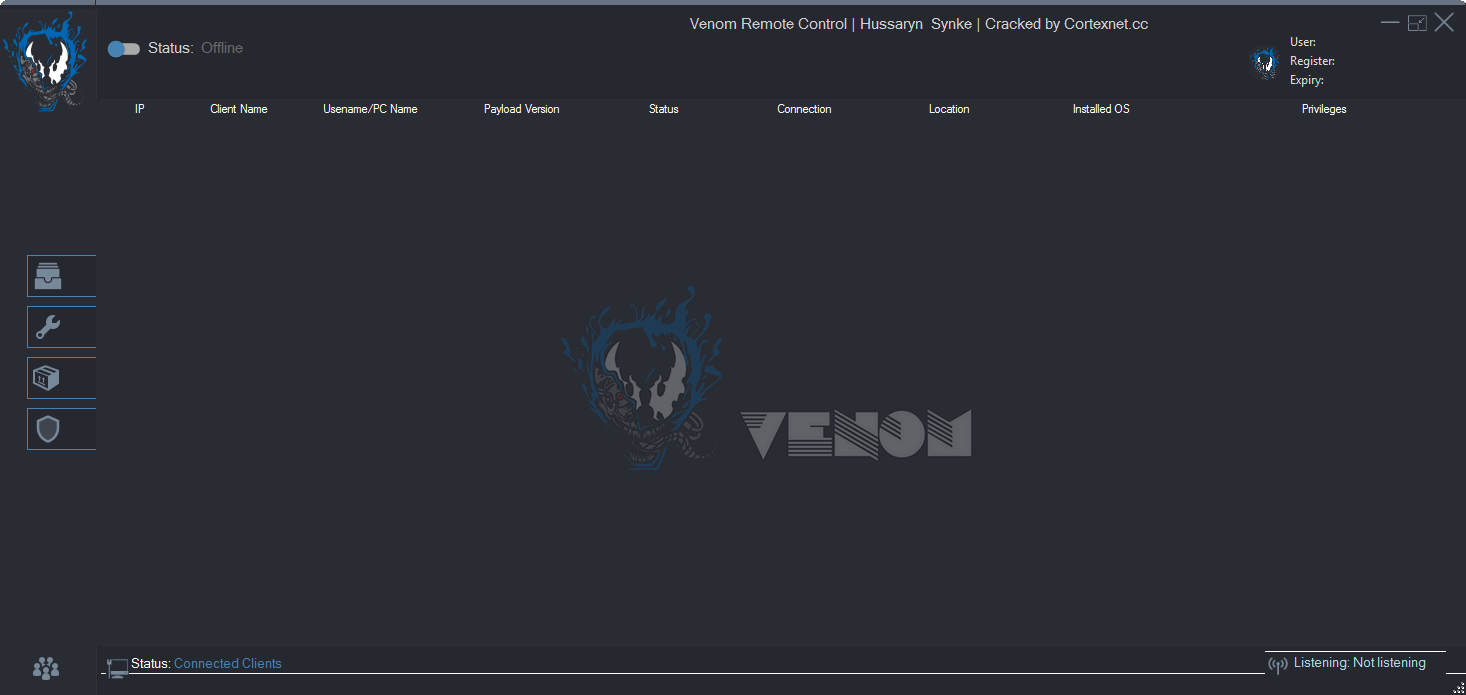 Venom Remote Control | Hussaryn Synke | Cracked by Cortexnet.cc
Status: Offline
User:
Register:
Expiry:
IP Client Name Usename/PC Name Payload Version Status Connection Location Installed OS Privileges
VENOM
Status: Connected Clients
Listening: Not listening